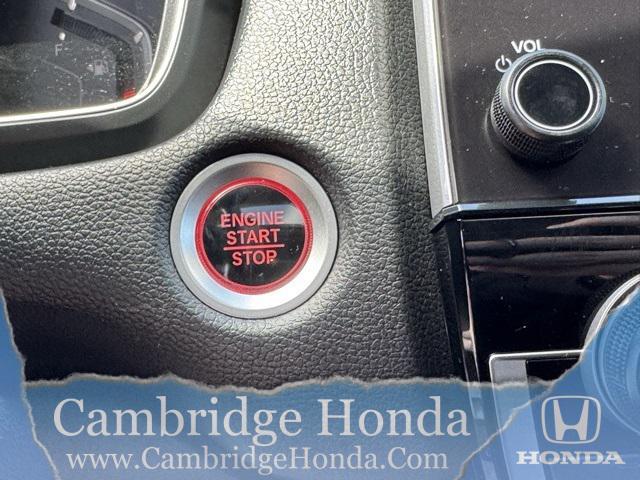 F
VOL
ENGINE
START
STOP
Cambridge Honda
www.CambridgeHonda.Com
HONDA